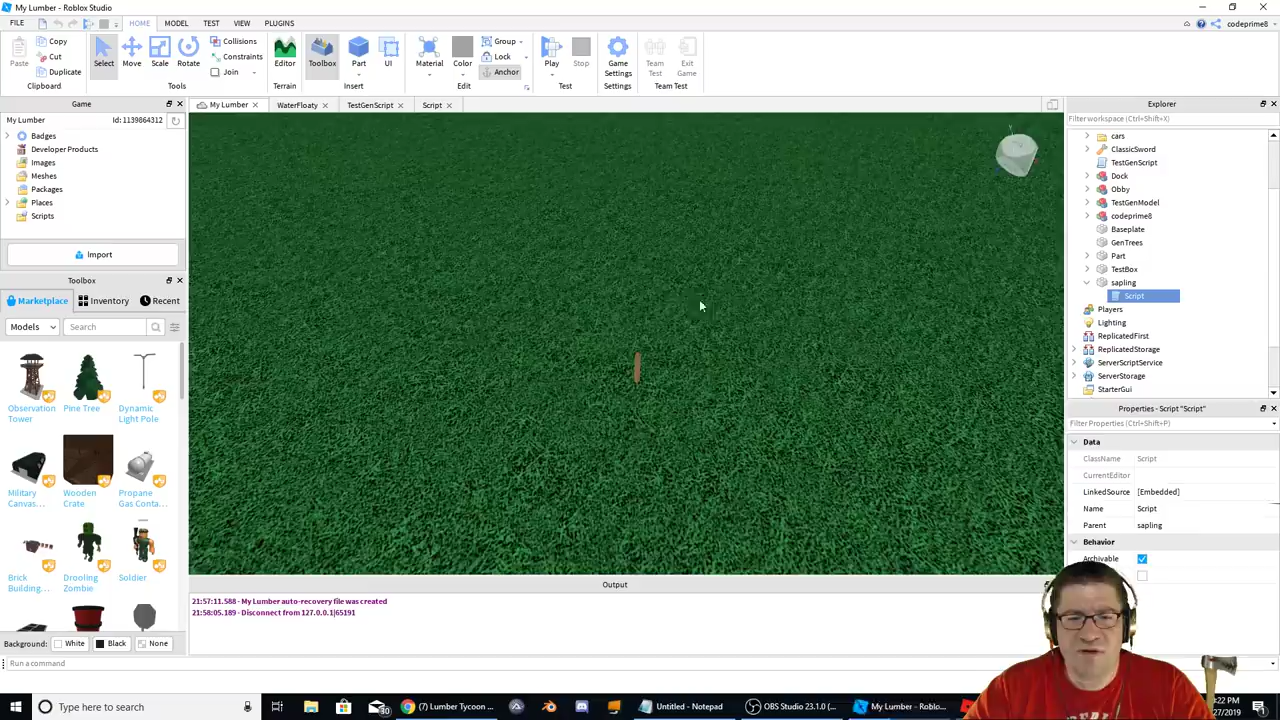 My Lumber - Roblox Studio
FILE
HOME
MODEL
TEST
VIEW
PLUGINS
codeprime8
Paste
Copy
Cut
Duplicate
Clipboard
Select
Move
Scale
Rotate
Collisions
Constraints
Join
Tools
Editor
Terrain
Toolbox
Part
UI
Insert
Material
Color
Group
Lock
Anchor
Edit
Play
Stop
Test
Game
Settings
Settings
Team
Test
Exit
Game
Team Test
Game
My Lumber Id: 1139864312
Badges
Developer Products
Images
Meshes
Packages
Places
Scripts
Import
Toolbox
Marketplace
Inventory
Recent
Models
Search
Observation
Tower
Pine Tree
Dynamic
Light Pole
Military
Canvas...
Wooden
Crate
Propane
Gas Conta...
Brick
Building...
Drooling
Zombie
Soldier
Background: White Black None
My Lumber
WaterFloaty
TestGenScript
Script
Output
21:57:11.588 - My Lumber auto-recovery file was created
21:58:05.189 - Disconnect from 127.0.0.1|65191
Explorer
Filter workspace (Ctrl+Shift+X)
cars
ClassicSword
TestGenScript
Dock
Obby
TestGenModel
codeprime8
Baseplate
GenTrees
Part
TestBox
sapling
Script
Players
Lighting
ReplicatedFirst
ReplicatedStorage
ServerScriptService
ServerStorage
StarterGui
Properties - Script "Script"
Filter Properties (Ctrl+Shift+P)
Data
ClassName Script
CurrentEditor
LinkedSource [Embedded]
Name Script
Parent sapling
Behavior
Archivable
Run a command
Type here to search
30
(7) Lumber Tycoon ...
Untitled - Notepad
OBS Studio 23.1.0 (...
My Lumber - Roblo...